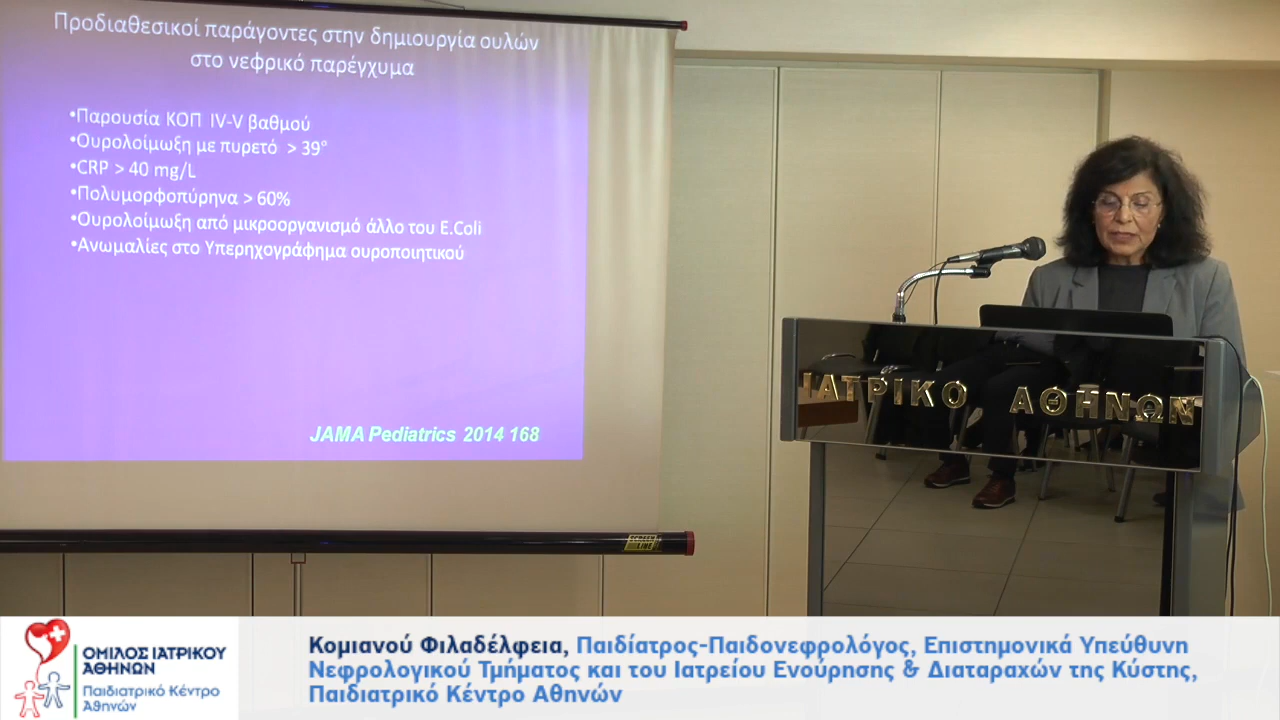 Προδιαθεσικοί παράγοντες στην δημιουργία ουλών
στο νεφρικό παρέγχυμα
•Παρουσία ΚΟΠ IV-V βαθμού
•Ουρολοίμωξη με πυρετό > 39°
•CRP > 40 mg/L
•Πολυμορφοπύρηνα > 60%
•Ουρολοίμωξη από μικροοργανισμό άλλο του E.Coli
•Ανωμαλίες στο Υπερηχογράφημα ουροποιητικού
JAMA Pediatrics 2014 168
ΙΑΤΡΙΚΟ ΑΘΗΝΩΝ
SCREEN
LINE
ΟΜΙΛΟΣ ΙΑΤΡΙΚΟΥ
ΑΘΗΝΩΝ
Παιδιατρικό Κέντρο
Αθηνών
Κομιανού Φιλαδέλφεια, Παιδίατρος-Παιδονεφρολόγος, Επιστημονικά Υπεύθυνη
Νεφρολογικού Τμήματος και του Ιατρείου Ενούρησης & Διαταραχών της Κύστης,
Παιδιατρικό Κέντρο Αθηνών